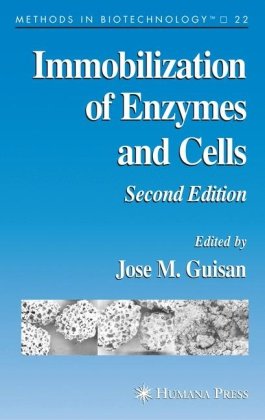 METHODS IN BIOTECHNOLOGY™ □ 22
Immobilization
of Enzymes
and Cells
Second Edition
Edited by
Jose M. Guisan
HUMANA PRESS